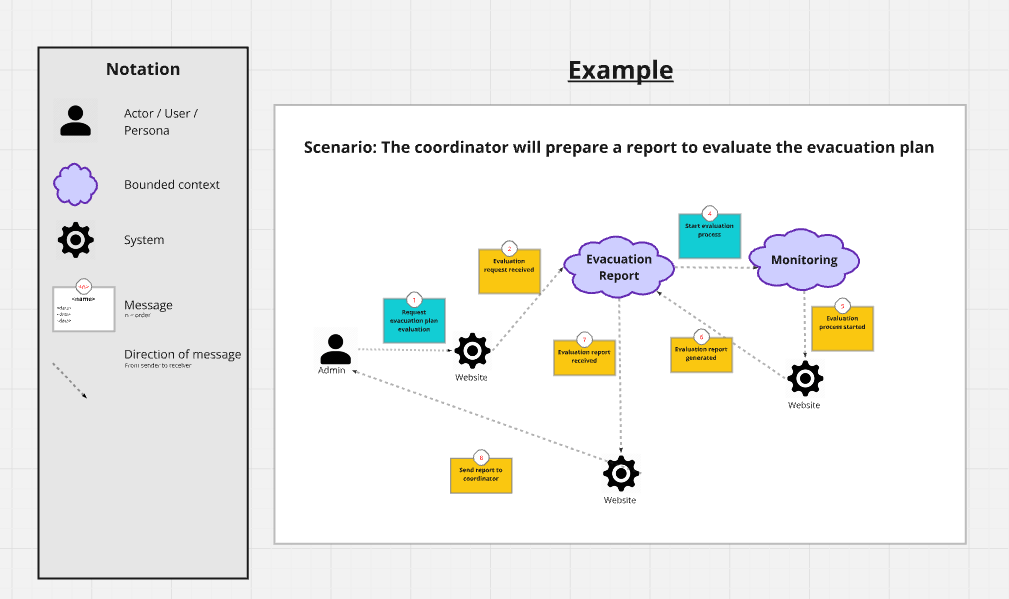 Notation
Actor / User /
Persona
Bounded context
System
<name>
Message
n = order
Direction of message
From sender to receiver
Example
Scenario: The coordinator will prepare a report to evaluate the evacuation plan
1
Request
evacuation plan
evaluation
2
Evaluation
request received
Evacuation
Report
4
Start evaluation
process
Monitoring
5
Evaluation
process started
6
Evaluation report
generated
7
Evaluation report
received
8
Send report to
coordinator
Admin
Website
Website
Website